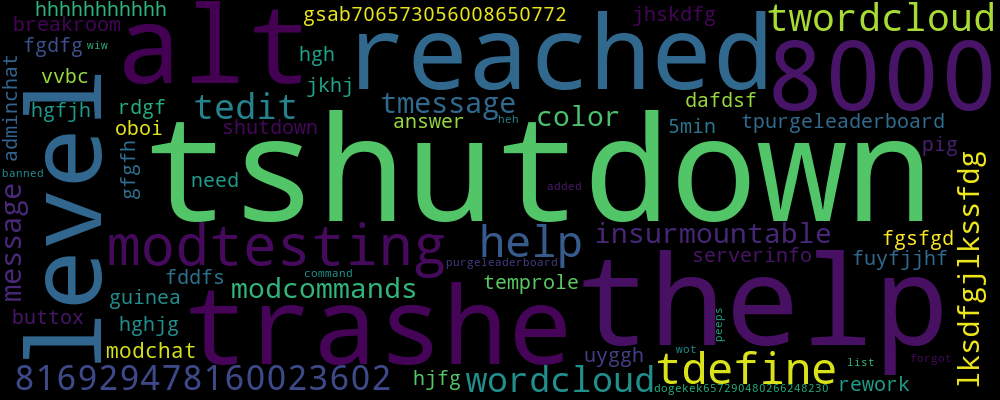 hhhhhhhhhhh
gsab706573056008650772
jhskdfg
twordcloud
breakroom
alt
reached
8000
fgdfg
wiw
hgh
vvbc
jkhj
adminchat
level
hgfjh
rdgf
tedit
tmessage
dafdsf
oboi
shutdown
answer
heh
color
5min
tpurgeleaderboard
tshutdown
pig
banned
gfgfh
need
added
lksdfgjlkssfdg
message
modtesting
help
insurmountable
fgsfgd
purgeleaderboard
serverinfo
fuyfjjhf
fddfs
command
temprole
thelp
guinea
modcommands
trashe
buttox
hghjg
peeps
modchat
uyggh
wot
tdefine
list
forgot
8169294778160023602
hjfg
wordcloud
dogekek657290480266248230
rework